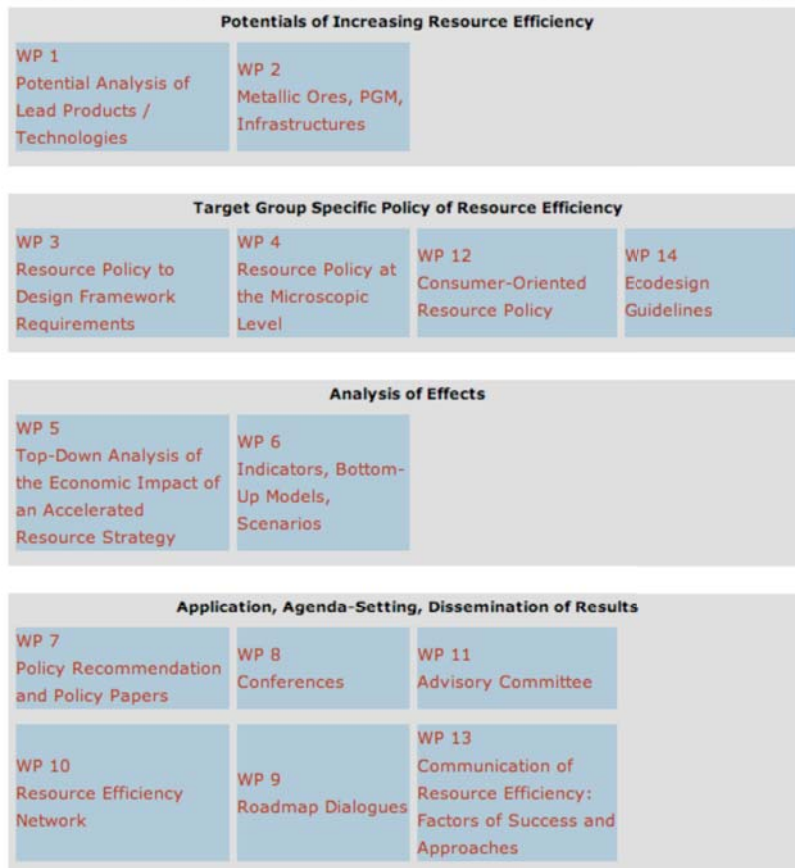 Potentials of Increasing Resource Efficiency
WP 1
Potential Analysis of
Lead Products /
Technologies
WP 2
Metallic Ores, PGM,
Infrastructures
Target Group Specific Policy of Resource Efficiency
WP 3
Resource Policy to
Design Framework
Requirements
WP 4
Resource Policy at
the Microscopic
Level
WP 12
Consumer-Oriented
Resource Policy
WP 14
Ecodesign
Guidelines
Analysis of Effects
WP 5
Top-Down Analysis of
the Economic Impact of
an Accelerated
Resource Strategy
WP 6
Indicators, Bottom-
Up Models,
Scenarios
Application, Agenda-Setting, Dissemination of Results
WP 7
Policy Recommendation
and Policy Papers
WP 8
Conferences
WP 11
Advisory Committee
WP 10
Resource Efficiency
Network
WP 9
Roadmap Dialogues
WP 13
Communication of
Resource Efficiency:
Factors of Success and
Approaches